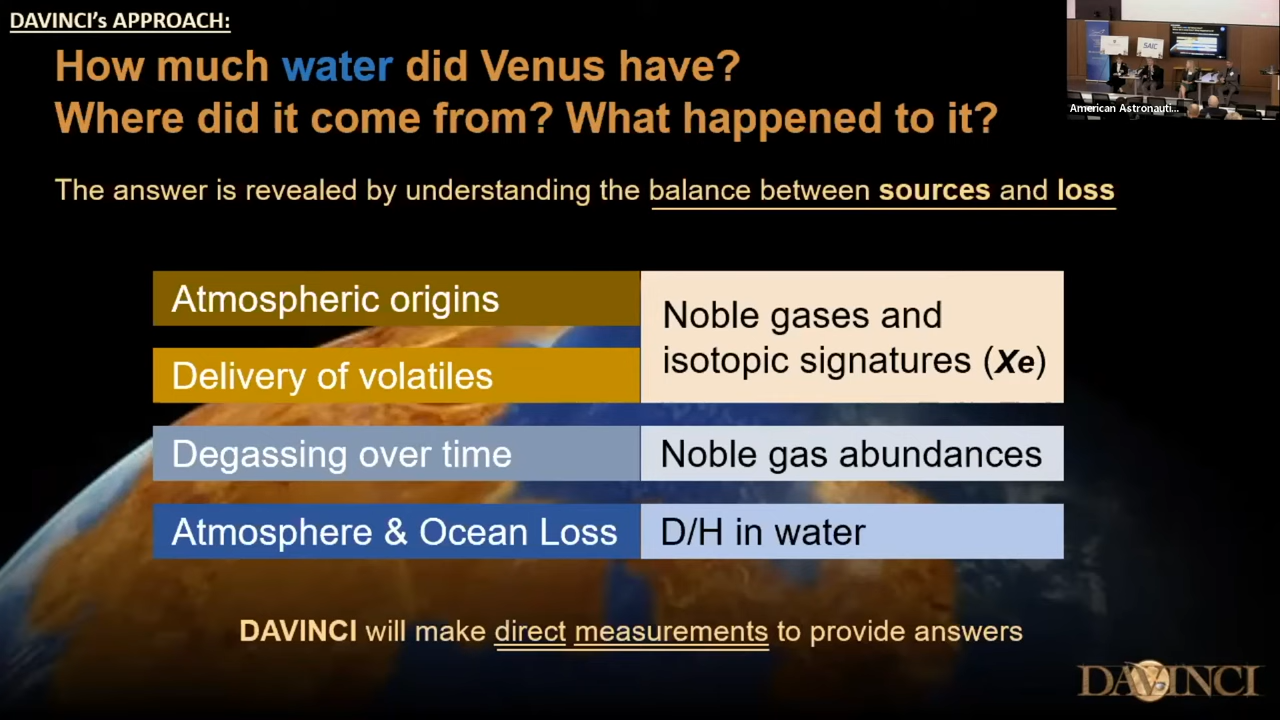 DAVINCI's APPROACH:
How much water did Venus have?
Where did it come from? What happened to it?
The answer is revealed by understanding the balance between sources and loss
Atmospheric origins
Delivery of volatiles
Noble gases and
isotopic signatures (Xe)
Degassing over time
Noble gas abundances
Atmosphere & Ocean Loss
D/H in water
DAVINCI will make direct measurements to provide answers
DAVINCI
SAIC
American Astronauti...